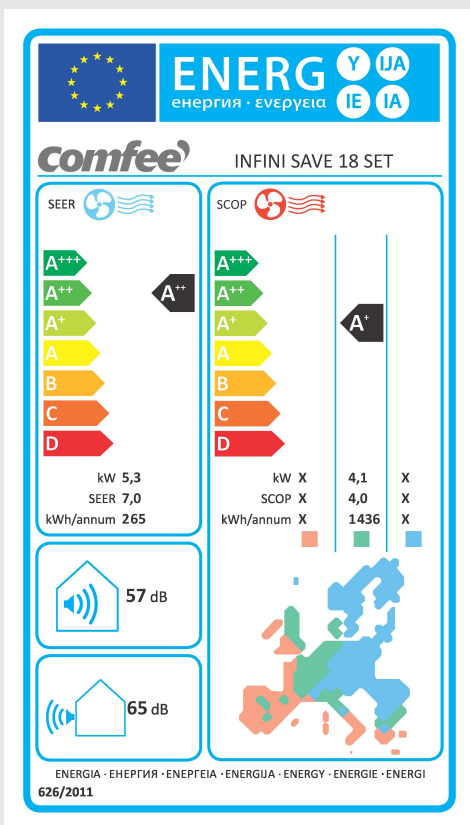 ENERG
енергия · ενεργεια
Y
IJA
IE
IA
comfee'
INFINI SAVE 18 SET
SEER
A+++
A++
A+
A
B
C
D
A++
kW 5,3
SEER 7,0
kWh/annum 265
SCOP
A+++
A++
A+
A
B
C
D
A+
kW X 4,1 X
SCOP X 4,0 X
kWh/annum X 1436 X
57 dB
65 dB
ENERGIA · ЕНЕРГИЯ · ΕΝΕΡΓΕΙΑ · ENERGIJA · ENERGY · ENERGIE · ENERGI
626/2011